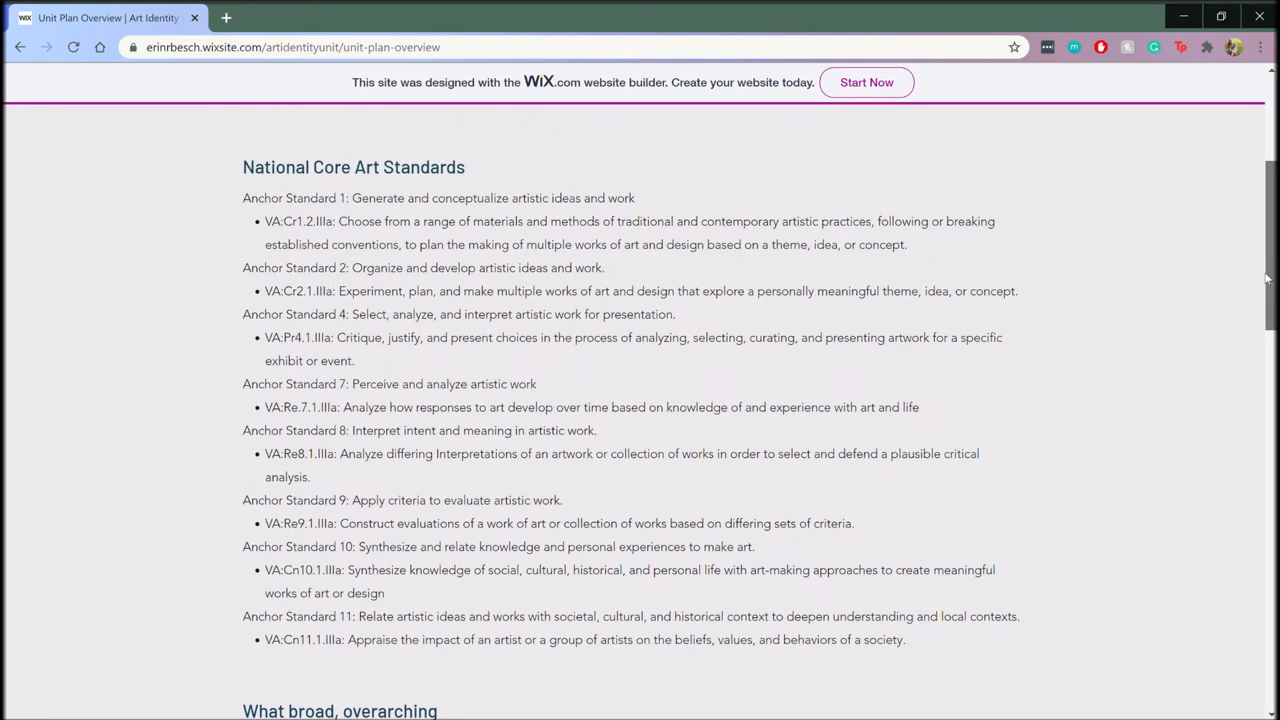 Unit Plan Overview | Art Identity
erinrbesch.wixsite.com/artidentityunit/unit-plan-overview
This site was designed with the WiX.com website builder. Create your website today. Start Now
National Core Art Standards
Anchor Standard 1: Generate and conceptualize artistic ideas and work
• VA:Cr1.2.IIIa: Choose from a range of materials and methods of traditional and contemporary artistic practices, following or breaking
established conventions, to plan the making of multiple works of art and design based on a theme, idea, or concept.
Anchor Standard 2: Organize and develop artistic ideas and work.
• VA:Cr2.1.IIIa: Experiment, plan, and make multiple works of art and design that explore a personally meaningful theme, idea, or concept.
Anchor Standard 4: Select, analyze, and interpret artistic work for presentation.
• VA:Pr4.1.IIIa: Critique, justify, and present choices in the process of analyzing, selecting, curating, and presenting artwork for a specific
exhibit or event.
Anchor Standard 7: Perceive and analyze artistic work
• VA:Re.7.1.IIIa: Analyze how responses to art develop over time based on knowledge of and experience with art and life
Anchor Standard 8: Interpret intent and meaning in artistic work.
• VA:Re8.1.IIIa: Analyze differing Interpretations of an artwork or collection of works in order to select and defend a plausible critical
analysis.
Anchor Standard 9: Apply criteria to evaluate artistic work.
• VA:Re9.1.IIIa: Construct evaluations of a work of art or collection of works based on differing sets of criteria.
Anchor Standard 10: Synthesize and relate knowledge and personal experiences to make art.
• VA:Cn10.1.IIIa: Synthesize knowledge of social, cultural, historical, and personal life with art-making approaches to create meaningful
works of art or design
Anchor Standard 11: Relate artistic ideas and works with societal, cultural, and historical context to deepen understanding and local contexts.
• VA:Cn11.1.IIIa: Appraise the impact of an artist or a group of artists on the beliefs, values, and behaviors of a society.
What broad, overarching